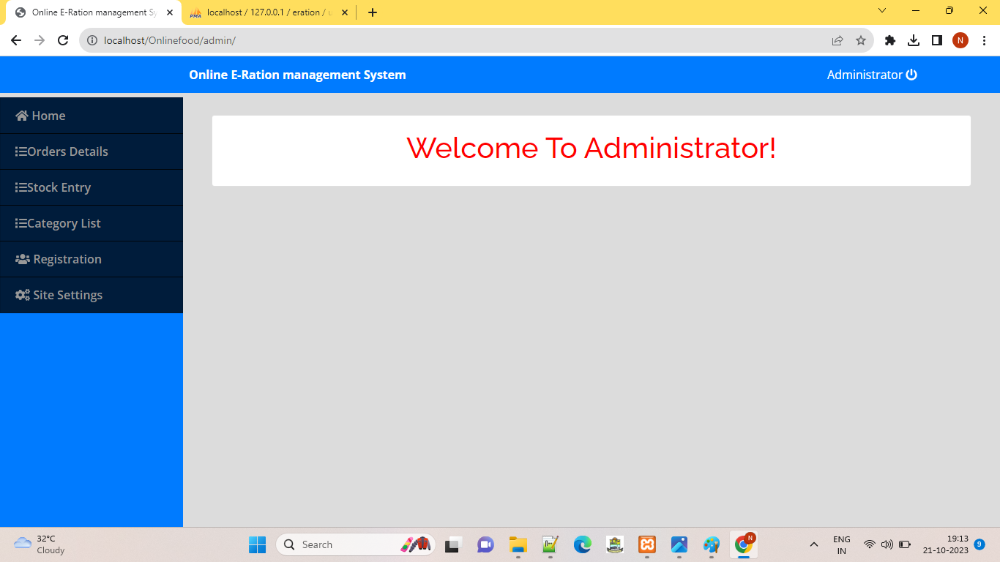 Online E-Ration management Sy
localhost / 127.0.0.1 / eration / u
localhost/Onlinefood/admin/
N
Online E-Ration management System
Administrator
Home
Orders Details
Stock Entry
Category List
Registration
Site Settings
Welcome To Administrator!
32°C
Cloudy
Search
N
ENG
IN
19:13
21-10-2023
9